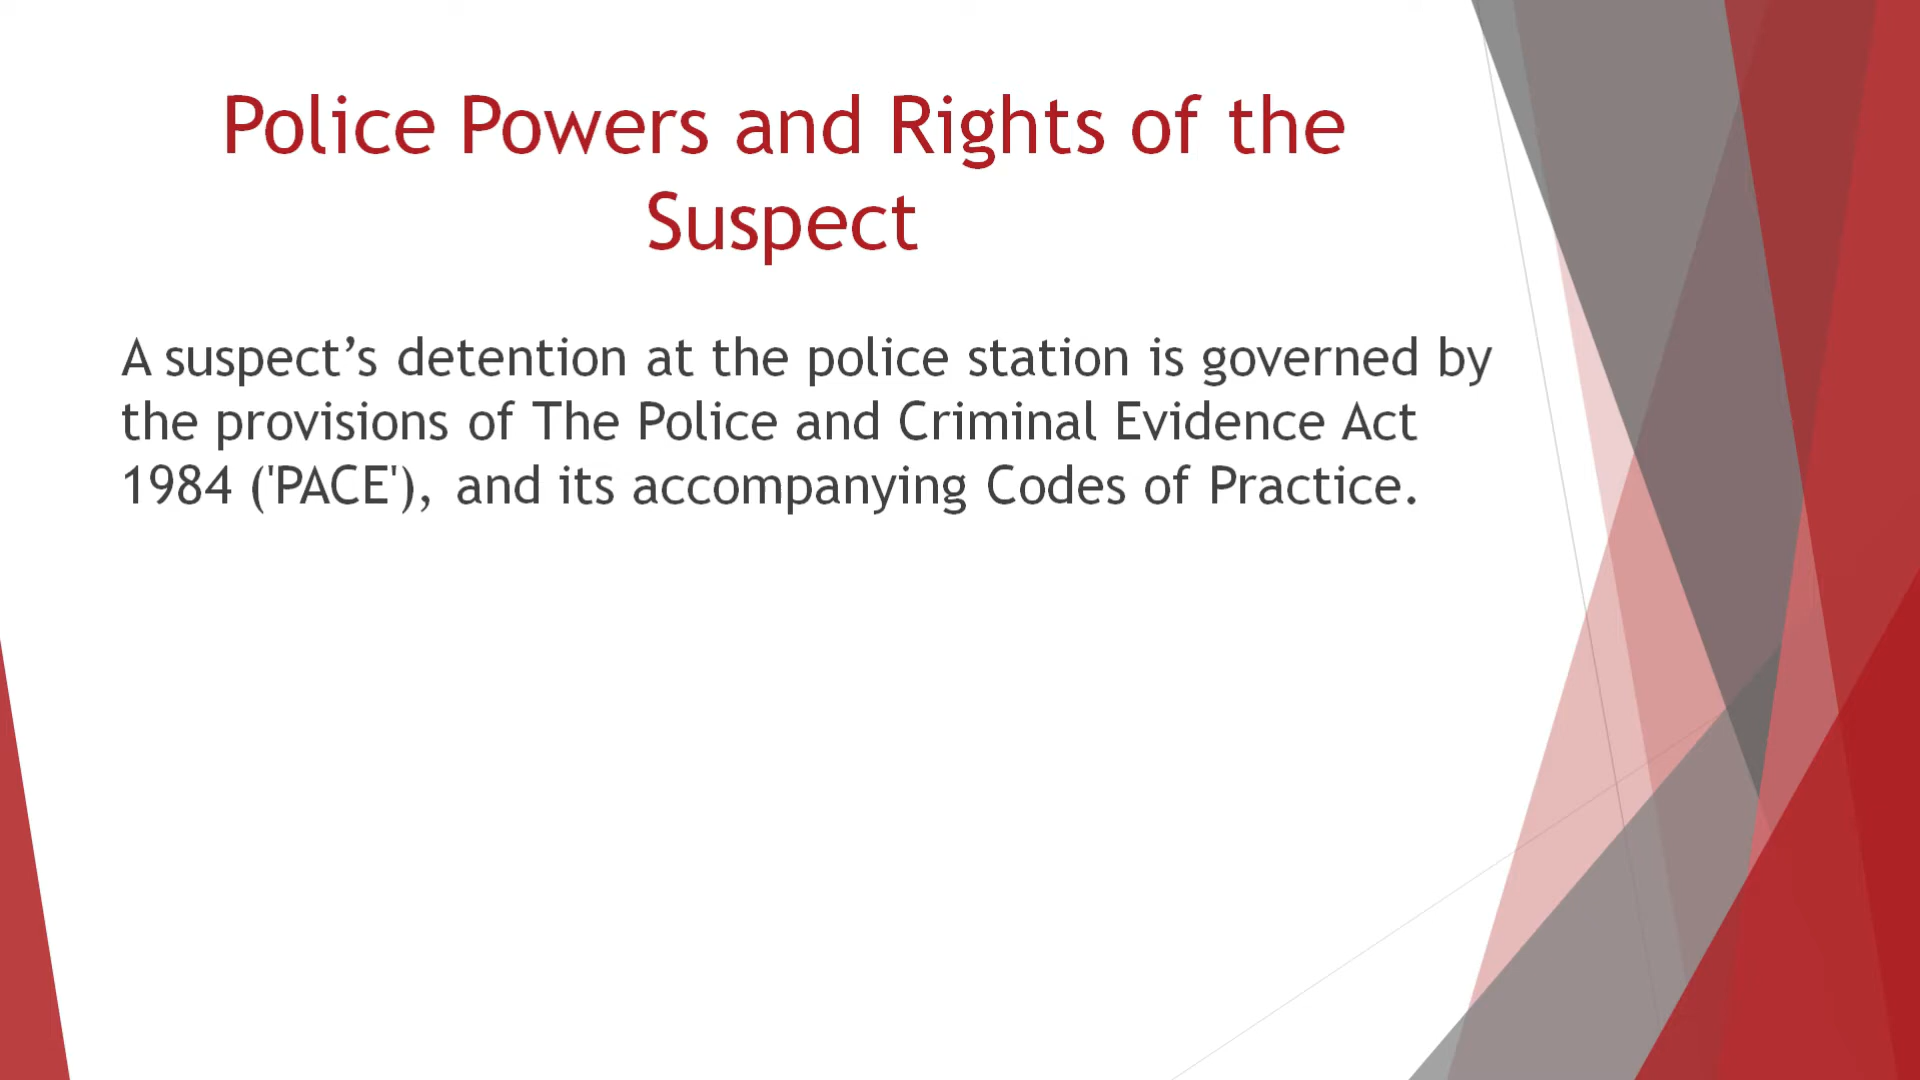 Police Powers and Rights of the
Suspect
A suspect’s detention at the police station is governed by
the provisions of The Police and Criminal Evidence Act
1984 ('PACE'), and its accompanying Codes of Practice.